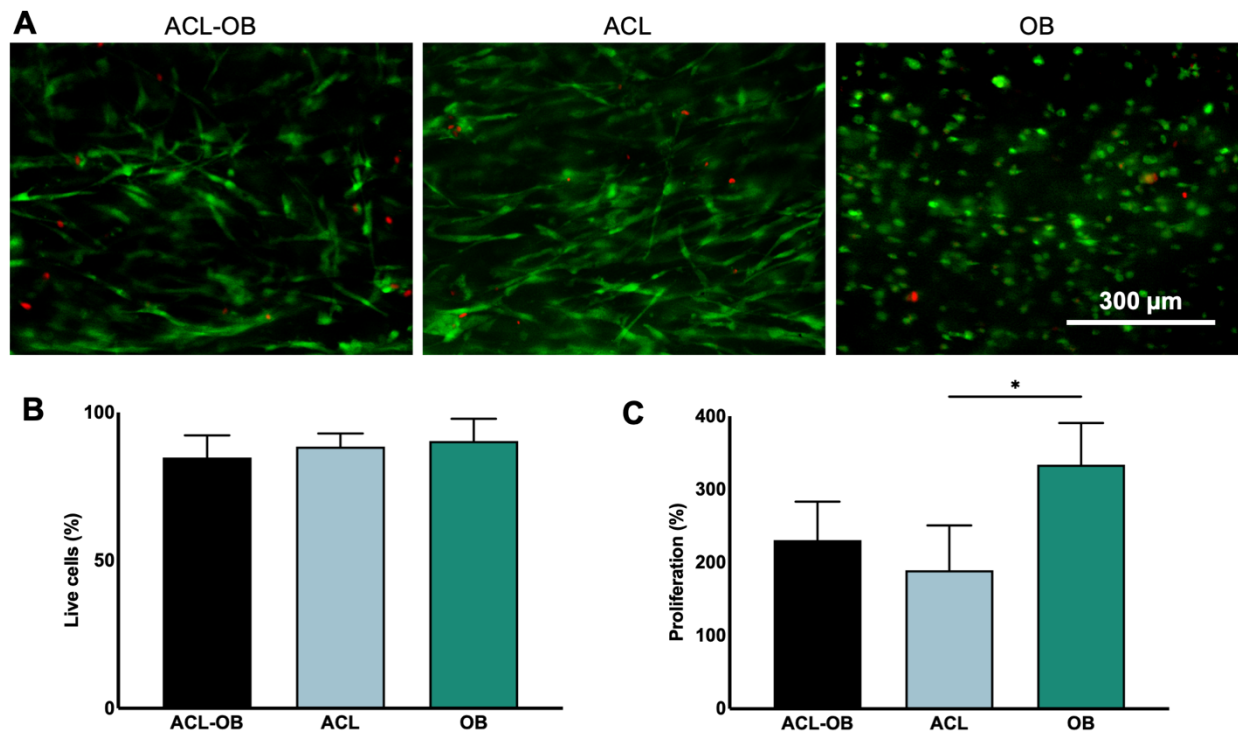 A
ACL-OB
ACL
OB
300 µm
B
Live cells (%)
100
50
0
ACL-OB
ACL
OB
C
Proliferation (%)
400
300
200
100
0
*
ACL-OB
ACL
OB